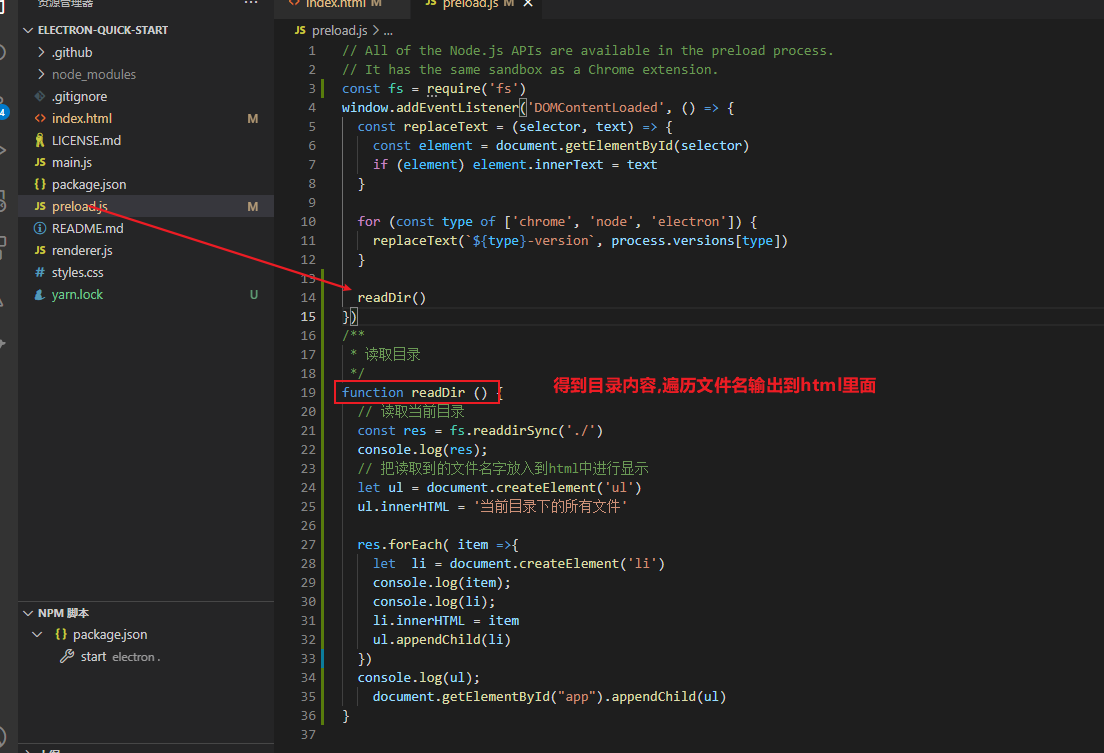 资源管理器
ELECTRON-QUICK-START
.github
node_modules
.gitignore
index.html M
LICENSE.md
main.js
package.json
preload.js M
README.md
renderer.js
styles.css
yarn.lock U
NPM 脚本
package.json
start electron .
index.html M
JS preload.js M
JS preload.js > ...
1 // All of the Node.js APIs are available in the preload process.
2 // It has the same sandbox as a Chrome extension.
3 const fs = require('fs')
4 window.addEventListener('DOMContentLoaded', () => {
5 const replaceText = (selector, text) => {
6 const element = document.getElementById(selector)
7 if (element) element.innerText = text
8 }
9
10 for (const type of ['chrome', 'node', 'electron']) {
11 replaceText(`${type}-version`, process.versions[type])
12 }
13
14 readDir()
15 })
16 /**
17 * 读取目录
18 */
19 function readDir () {
得到目录内容,遍历文件名输出到html里面
20 // 读取当前目录
21 const res = fs.readdirSync('./')
22 console.log(res);
23 // 把读取到的文件名字放入到html中进行显示
24 let ul = document.createElement('ul')
25 ul.innerHTML = '当前目录下的所有文件'
26
27 res.forEach( item =>{
28 let  li = document.createElement('li')
29 console.log(item);
30 console.log(li);
31 li.innerHTML = item
32 ul.appendChild(li)
33 })
34 console.log(ul);
35 document.getElementById("app").appendChild(ul)
36 }
37